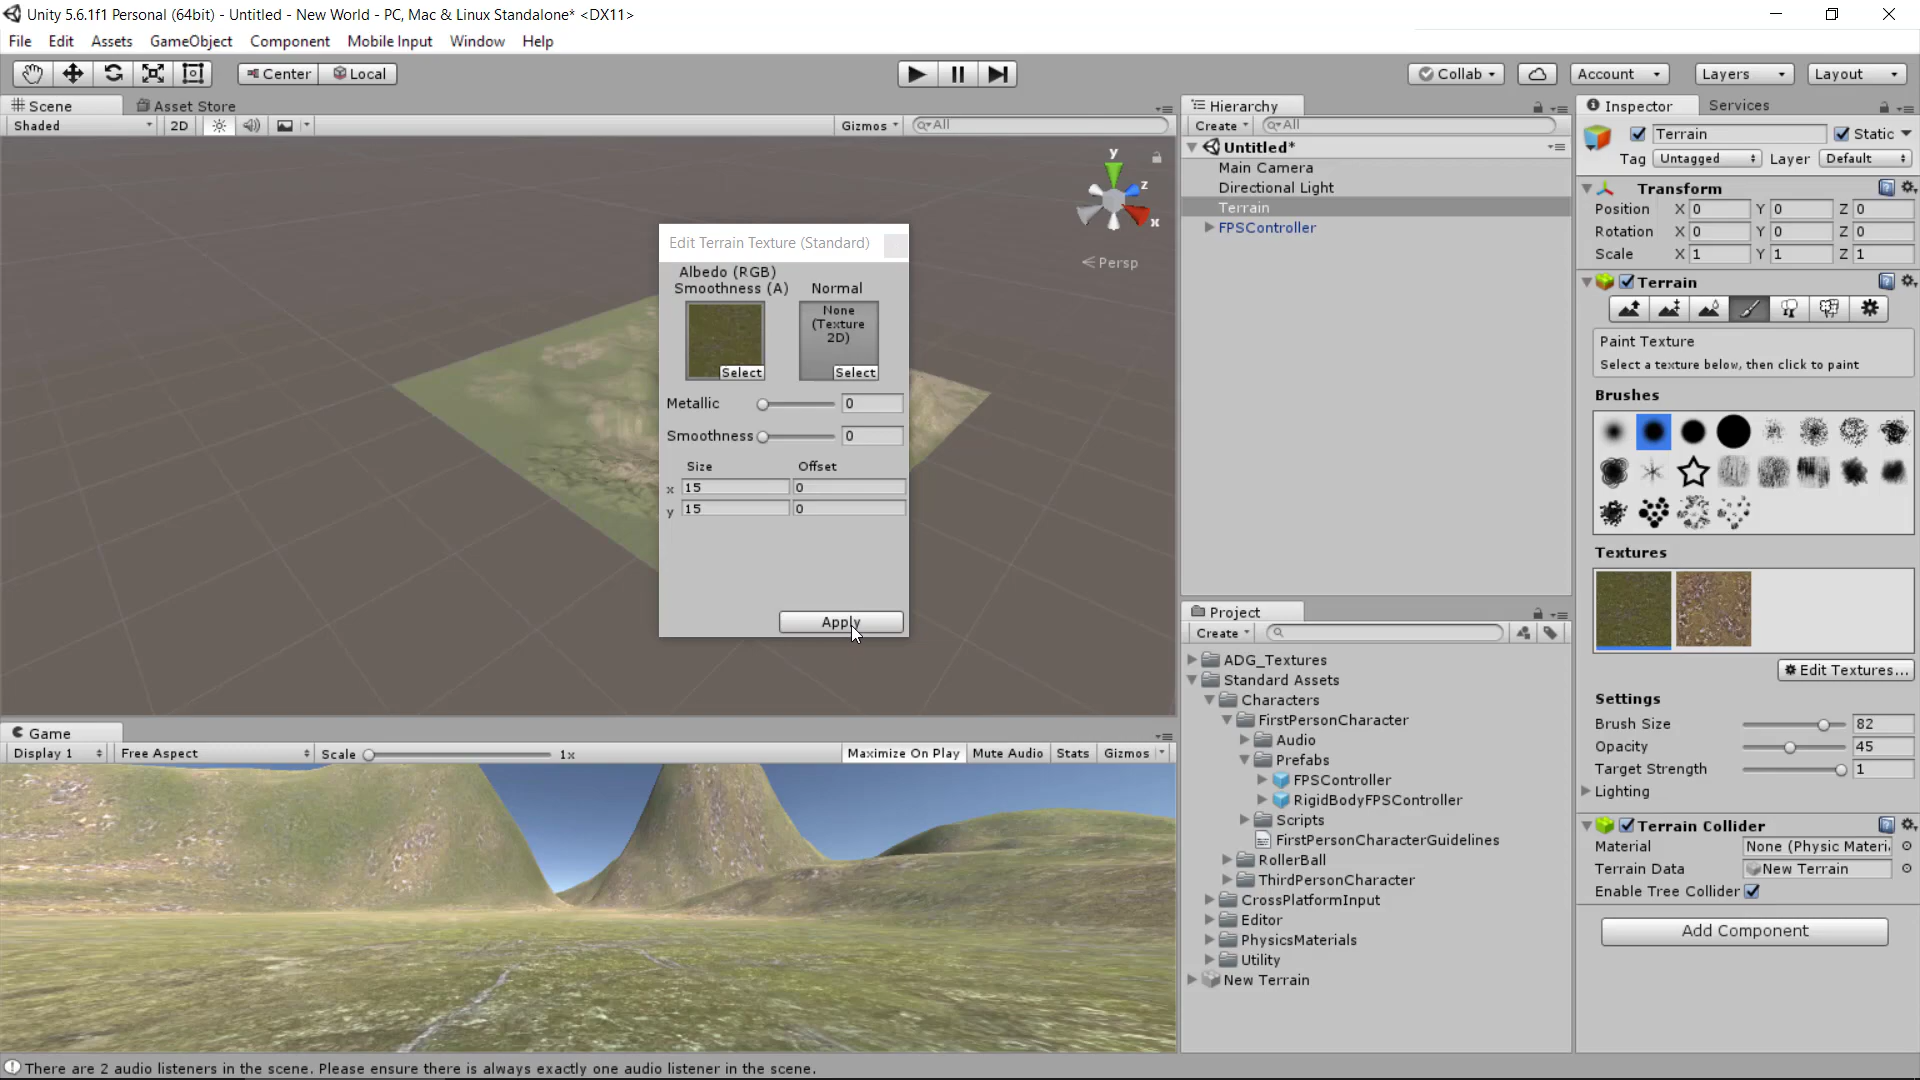 Unity 5.6.1f1 Personal (64bit) - Untitled - New World - PC, Mac & Linux Standalone* <DX11>
File Edit Assets GameObject Component Mobile Input Window Help
Center Local Collab Account Layers Layout
Scene Asset Store
Shaded 2D Gizmos All
y
z
x
Persp
Edit Terrain Texture (Standard)
Albedo (RGB)
Smoothness (A) Normal
None
(Texture
2D)
Select Select
Metallic 0
Smoothness 0
Size Offset
x 15 0
y 15 0
Apply
Game
Display 1 Free Aspect Scale 1x Maximize On Play Mute Audio Stats Gizmos
Hierarchy
Create All
Untitled*
Main Camera
Directional Light
Terrain
FPSController
Project
Create
ADG_Textures
Standard Assets
Characters
FirstPersonCharacter
Audio
Prefabs
FPSController
RigidBodyFPSController
Scripts
FirstPersonCharacterGuidelines
RollerBall
ThirdPersonCharacter
CrossPlatformInput
Editor
PhysicsMaterials
Utility
New Terrain
Inspector Services
Terrain Static
Tag Untagged Layer Default
Transform
Position X 0 Y 0 Z 0
Rotation X 0 Y 0 Z 0
Scale X 1 Y 1 Z 1
Terrain
Paint Texture
Select a texture below, then click to paint
Brushes
Textures
Edit Textures...
Settings
Brush Size 82
Opacity 45
Target Strength 1
Lighting
Terrain Collider
Material None (Physic Materi
Terrain Data New Terrain
Enable Tree Collider
Add Component
There are 2 audio listeners in the scene. Please ensure there is always exactly one audio listener in the scene.